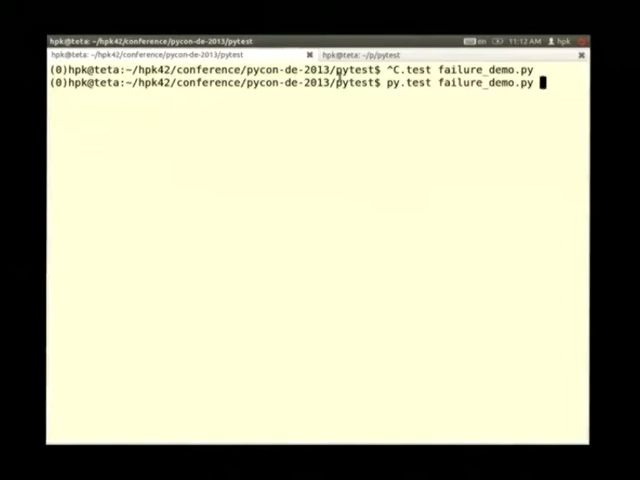 hpk@teta: ~/hpk42/conference/pycon-de-2013/pytest
en 11:12 AM hpk
hpk@teta: ~/hpk42/conference/pycon-de-2013/pytest
hpk@teta: ~/p/pytest
(0)hpk@teta:~/hpk42/conference/pycon-de-2013/pytest$ ^C.test failure_demo.py
(0)hpk@teta:~/hpk42/conference/pycon-de-2013/pytest$ py.test failure_demo.py